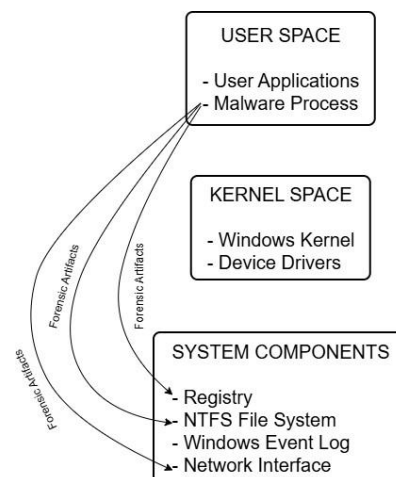 USER SPACE
- User Applications
- Malware Process
KERNEL SPACE
- Windows Kernel
- Device Drivers
Forensic Artifacts
Forensic Artifacts
Forensic Artifacts
SYSTEM COMPONENTS
- Registry
- NTFS File System
- Windows Event Log
- Network Interface